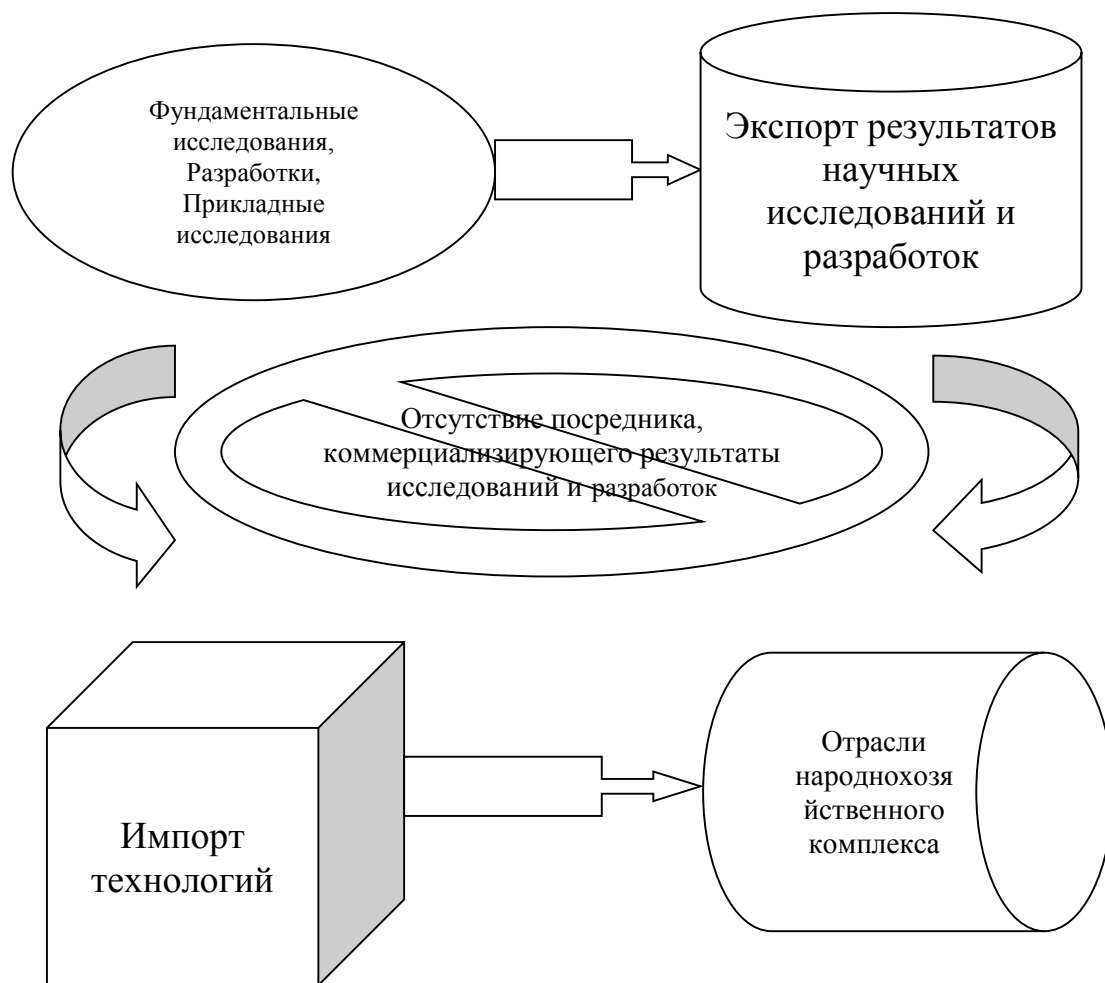 Фундаментальные
исследования,
Разработки,
Прикладные
исследования
Экспорт результатов
научных
исследований и
разработок
Отсутствие посредника,
коммерциализирующего результаты
исследований и разработок
Импорт
технологий
Отрасли
народнохозя
йственного
комплекса